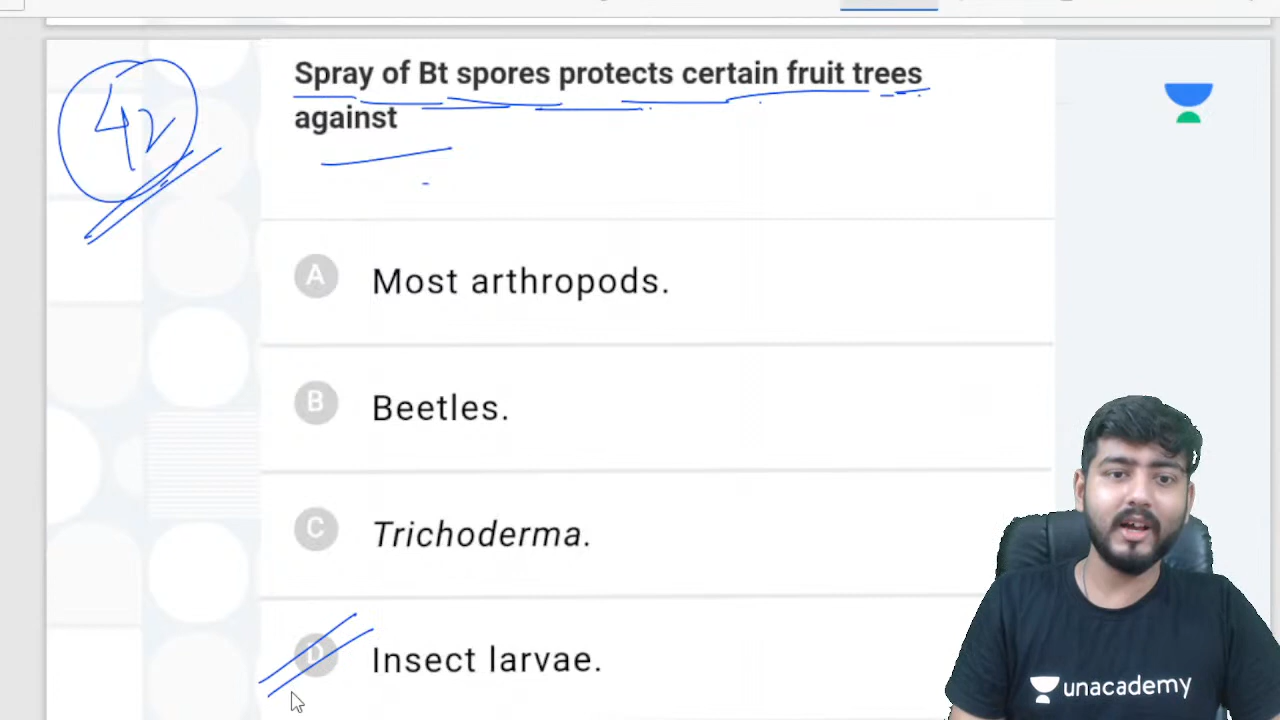 42
Spray of Bt spores protects certain fruit trees
against
A Most arthropods.
B Beetles.
C Trichoderma.
D Insect larvae.
unacademy